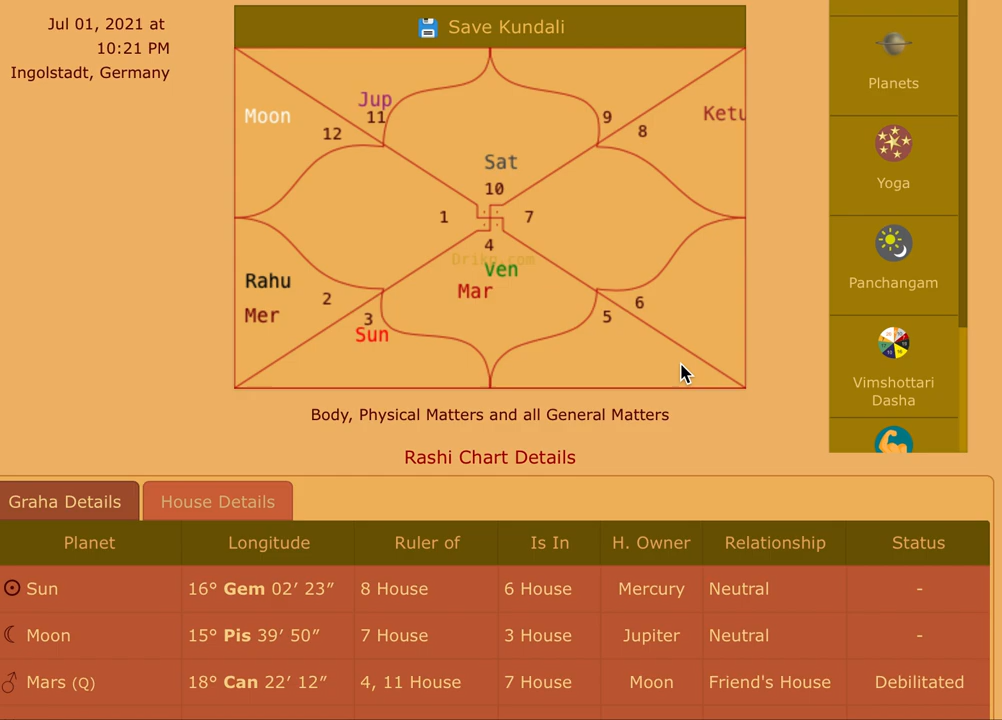 Jul 01, 2021 at
10:21 PM
Ingolstadt, Germany
Save Kundali
Moon
Jup
11
12
9
8
Ketu
Sat
10
1
7
4
Drikp.com
Ven
Mar
Rahu
Mer
2
3
Sun
5
6
Body, Physical Matters and all General Matters
Planets
Yoga
Panchangam
Vimshottari
Dasha
Rashi Chart Details
Graha Details House Details
Planet Longitude Ruler of Is In H. Owner Relationship Status
Sun 16° Gem 02′ 23″ 8 House 6 House Mercury Neutral -
Moon 15° Pis 39′ 50″ 7 House 3 House Jupiter Neutral -
Mars (Q) 18° Can 22′ 12″ 4, 11 House 7 House Moon Friend's House Debilitated